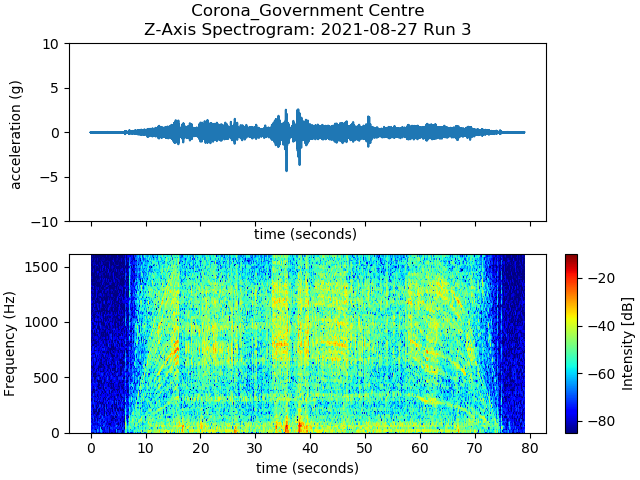 Corona_Government Centre
Z-Axis Spectrogram: 2021-08-27 Run 3
10
5
0
−5
−10
acceleration (g)
time (seconds)
1500
1000
500
0
Frequency (Hz)
0 10 20 30 40 50 60 70 80
time (seconds)
−20
−40
−60
−80
Intensity [dB]